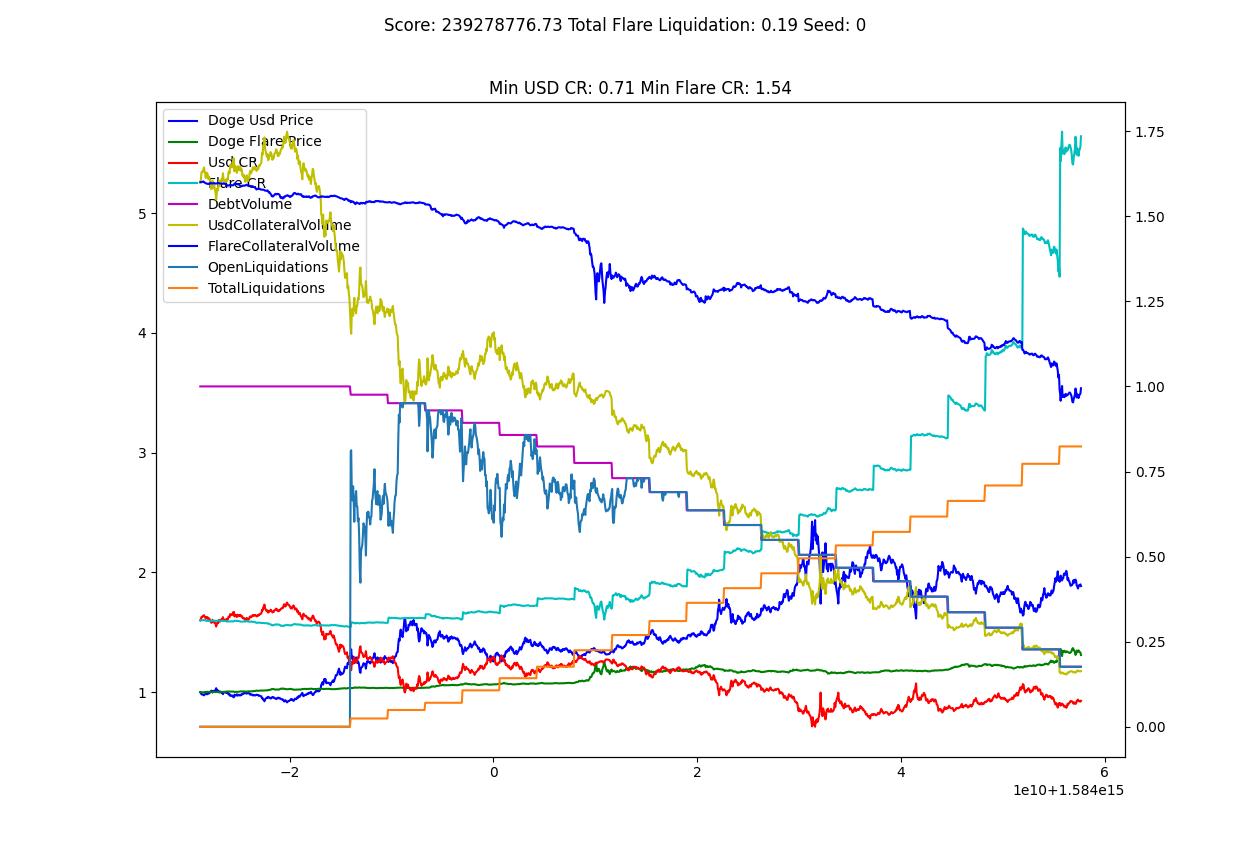 Score: 239278776.73 Total Flare Liquidation: 0.19 Seed: 0
Min USD CR: 0.71 Min Flare CR: 1.54
Doge Usd Price
Doge Flare Price
Usd CR
Flare CR
DebtVolume
UsdCollateralVolume
FlareCollateralVolume
OpenLiquidations
TotalLiquidations
5
4
3
2
1
1.75
1.50
1.25
1.00
0.75
0.50
0.25
0.00
−2
0
2
4
6
1e10+1.584e15